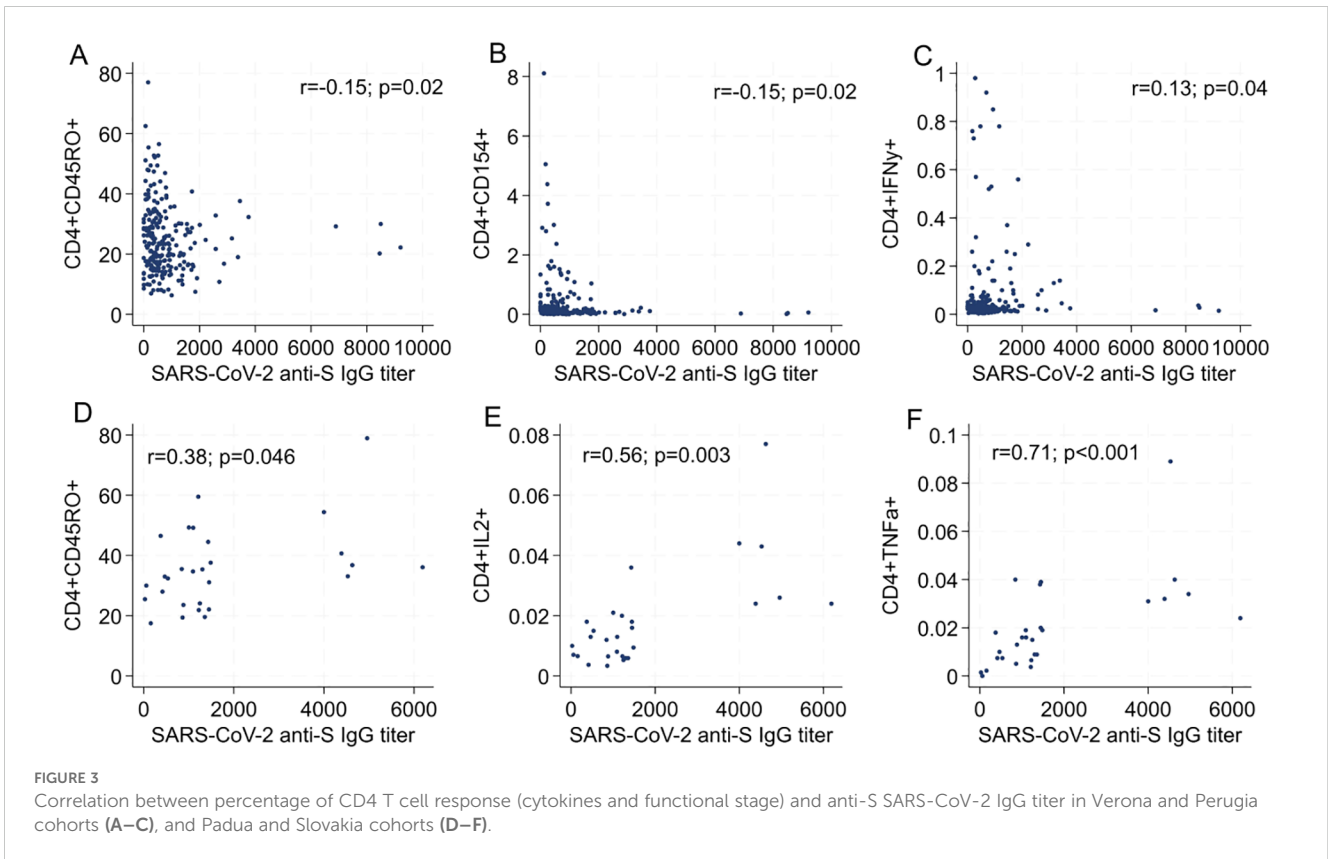 A
r=-0.15; p=0.02
CD4+CD45RO+
80
60
40
20
0
0 2000 4000 6000 8000 10000
SARS-CoV-2 anti-S IgG titer
B
r=-0.15; p=0.02
CD4+CD154+
8
6
4
2
0
0 2000 4000 6000 8000 10000
SARS-CoV-2 anti-S IgG titer
C
r=0.13; p=0.04
CD4+IFNy+
1
0.8
0.6
0.4
0.2
0
0 2000 4000 6000 8000 10000
SARS-CoV-2 anti-S IgG titer
D
r=0.38; p=0.046
CD4+CD45RO+
80
60
40
20
0
0 2000 4000 6000
SARS-CoV-2 anti-S IgG titer
E
r=0.56; p=0.003
CD4+IL2+
0.08
0.06
0.04
0.02
0
0 2000 4000 6000
SARS-CoV-2 anti-S IgG titer
F
r=0.71; p<0.001
CD4+TNFa+
0.1
0.08
0.06
0.04
0.02
0
0 2000 4000 6000
SARS-CoV-2 anti-S IgG titer
FIGURE 3
Correlation between percentage of CD4 T cell response (cytokines and functional stage) and anti-S SARS-CoV-2 IgG titer in Verona and Perugia
cohorts (A–C), and Padua and Slovakia cohorts (D–F).